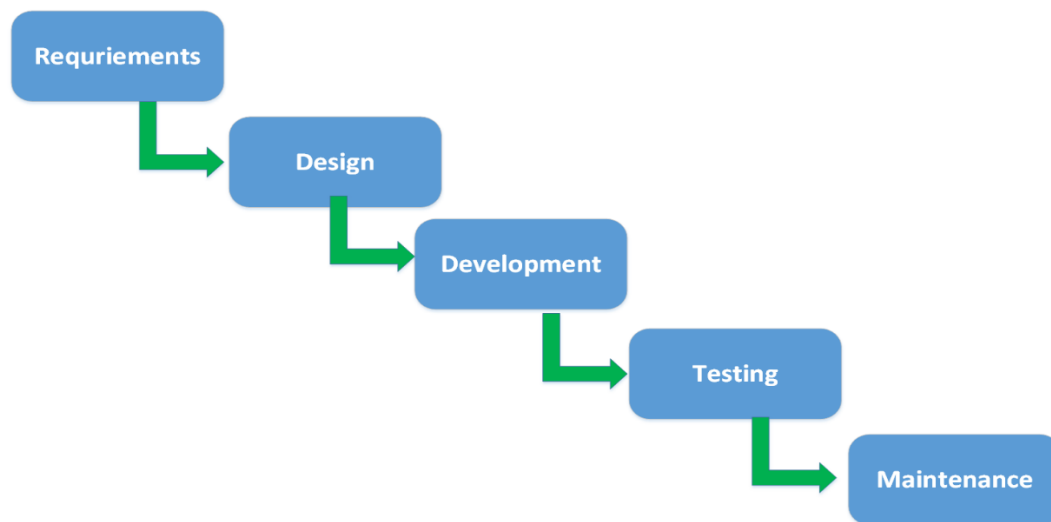 Requriements
Design
Development
Testing
Maintenance